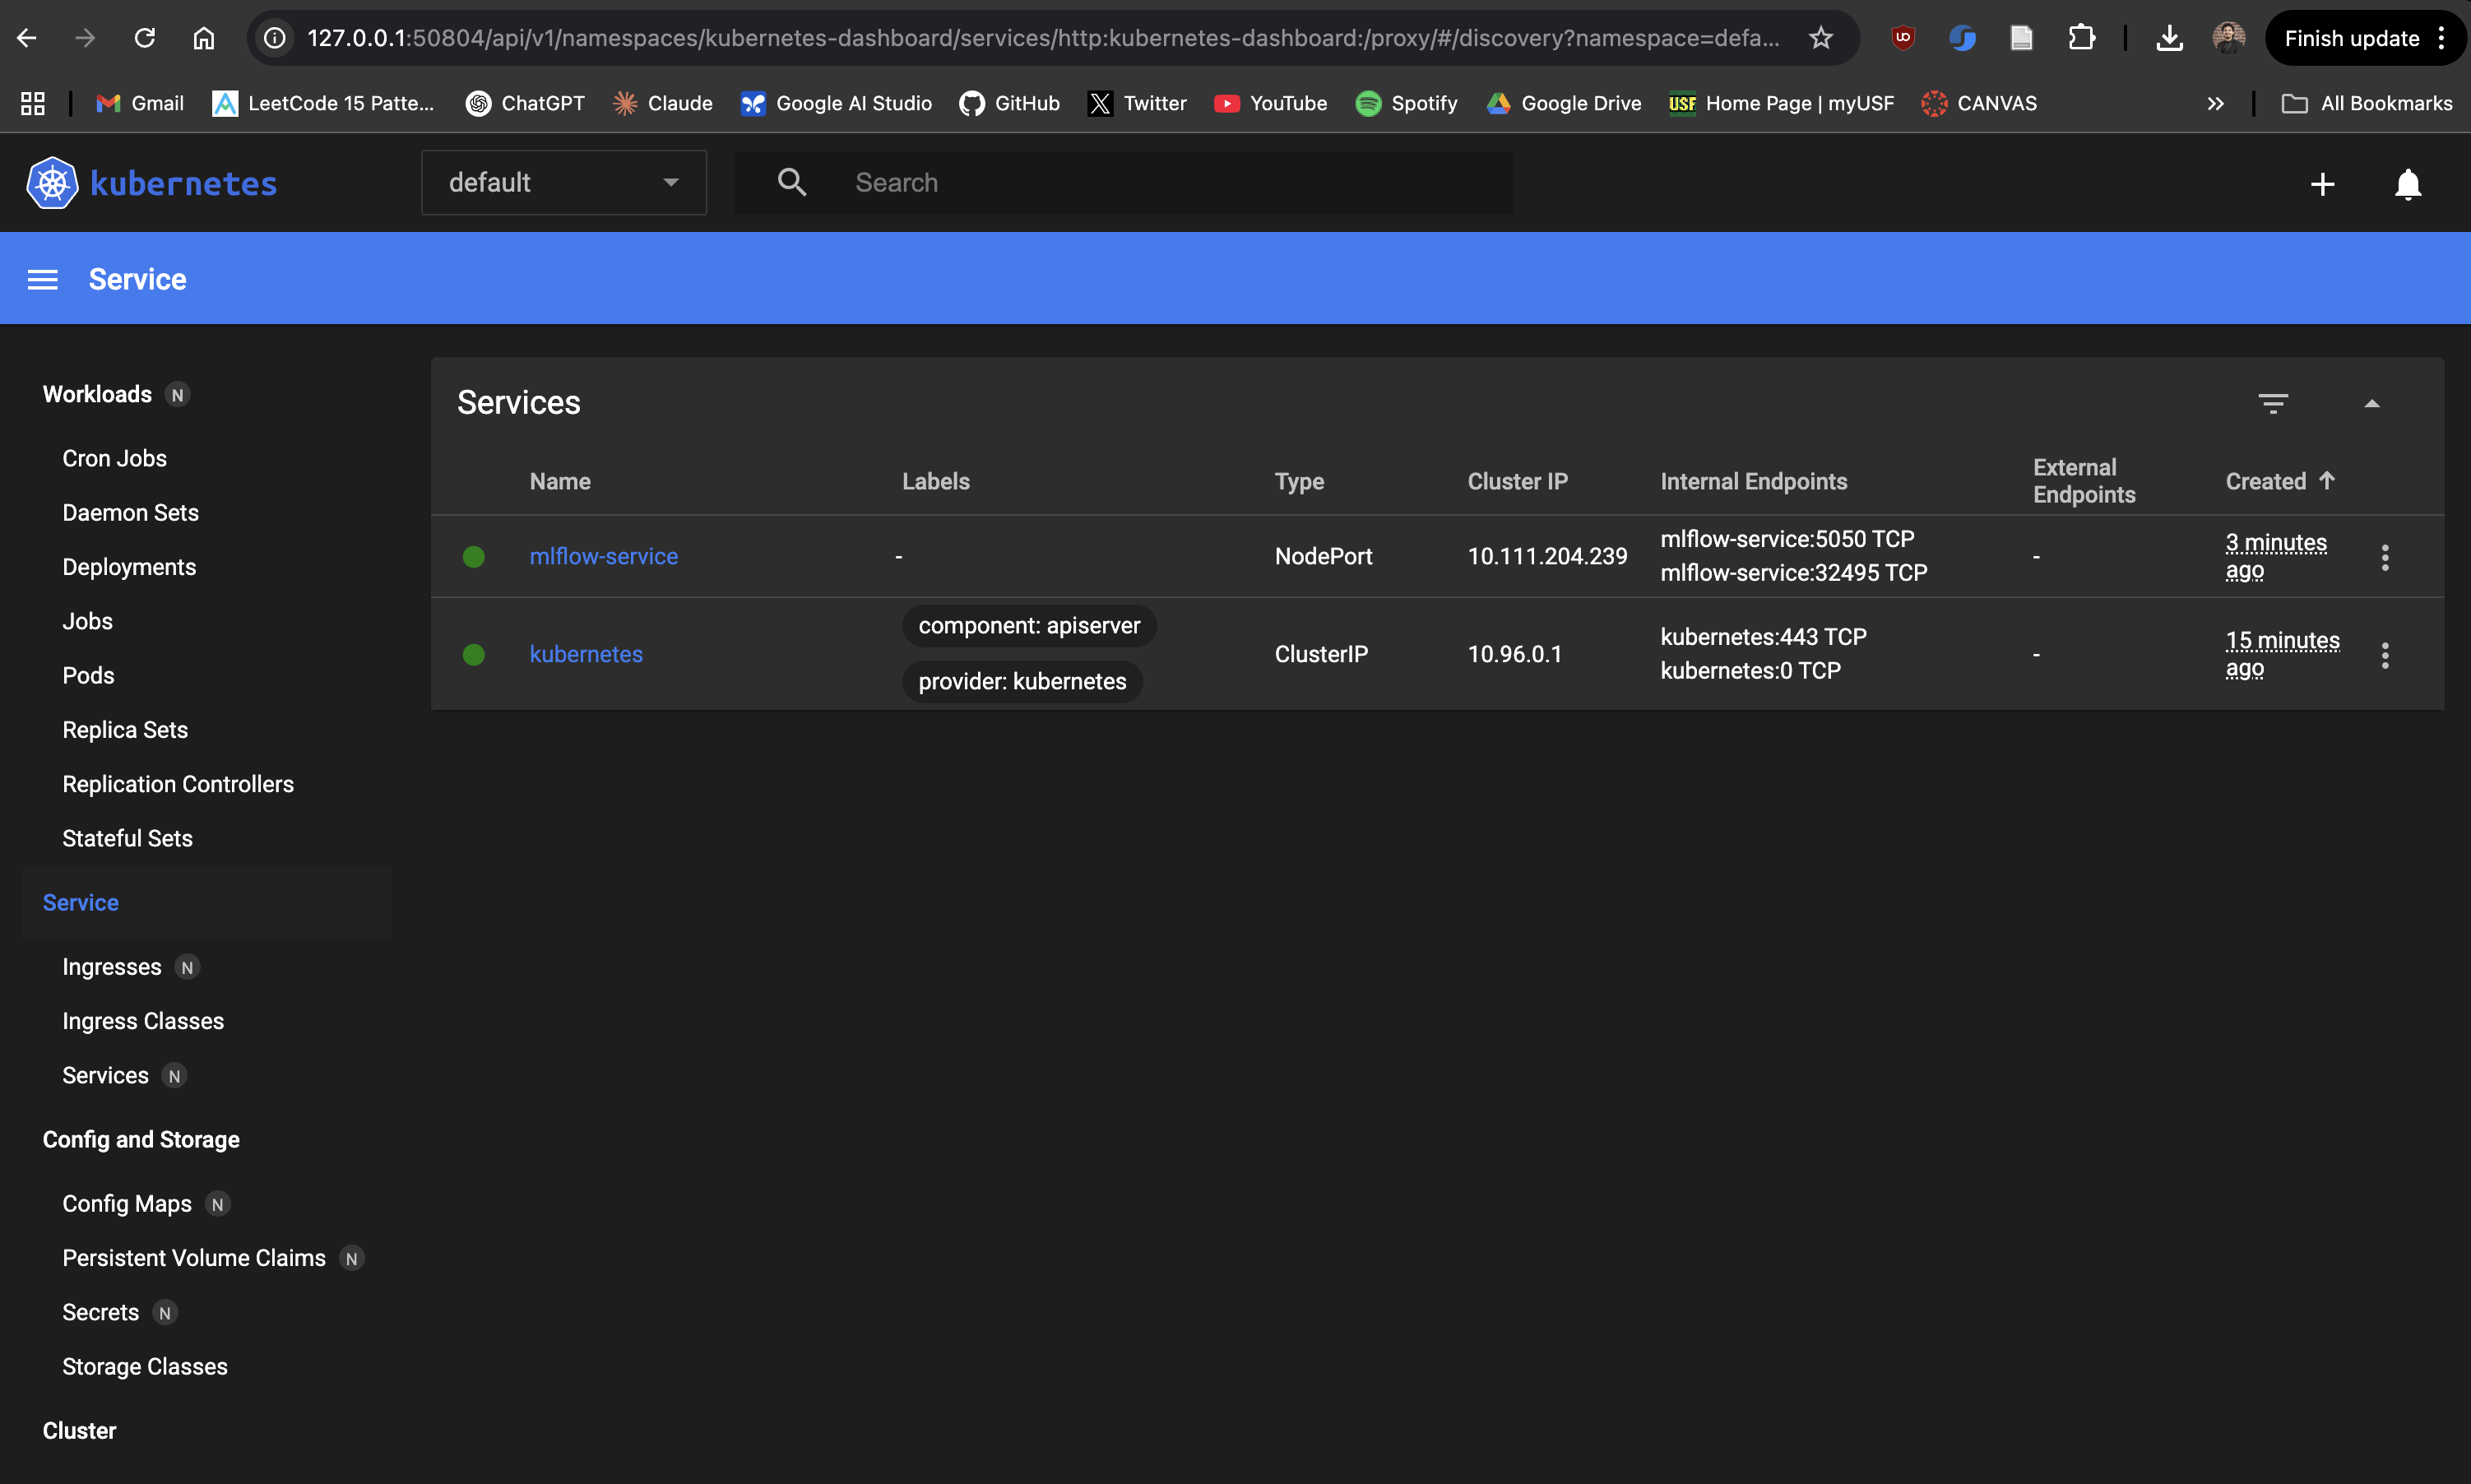 127.0.0.1:50804/api/v1/namespaces/kubernetes-dashboard/services/http:kubernetes-dashboard:/proxy/#/discovery?namespace=defa...
Finish update
Gmail
LeetCode 15 Patte...
ChatGPT
Claude
Google AI Studio
GitHub
Twitter
YouTube
Spotify
Google Drive
USF Home Page | myUSF
CANVAS
All Bookmarks
kubernetes
default
Search
Service
Workloads N
Cron Jobs
Daemon Sets
Deployments
Jobs
Pods
Replica Sets
Replication Controllers
Stateful Sets
Service
Ingresses N
Ingress Classes
Services N
Config and Storage
Config Maps N
Persistent Volume Claims N
Secrets N
Storage Classes
Cluster
Services
Name Labels Type Cluster IP Internal Endpoints External Endpoints Created
mlflow-service - NodePort 10.111.204.239 mlflow-service:5050 TCP - 3 minutes ago
mlflow-service:32495 TCP
kubernetes component: apiserver ClusterIP 10.96.0.1 kubernetes:443 TCP - 15 minutes ago
provider: kubernetes kubernetes:0 TCP